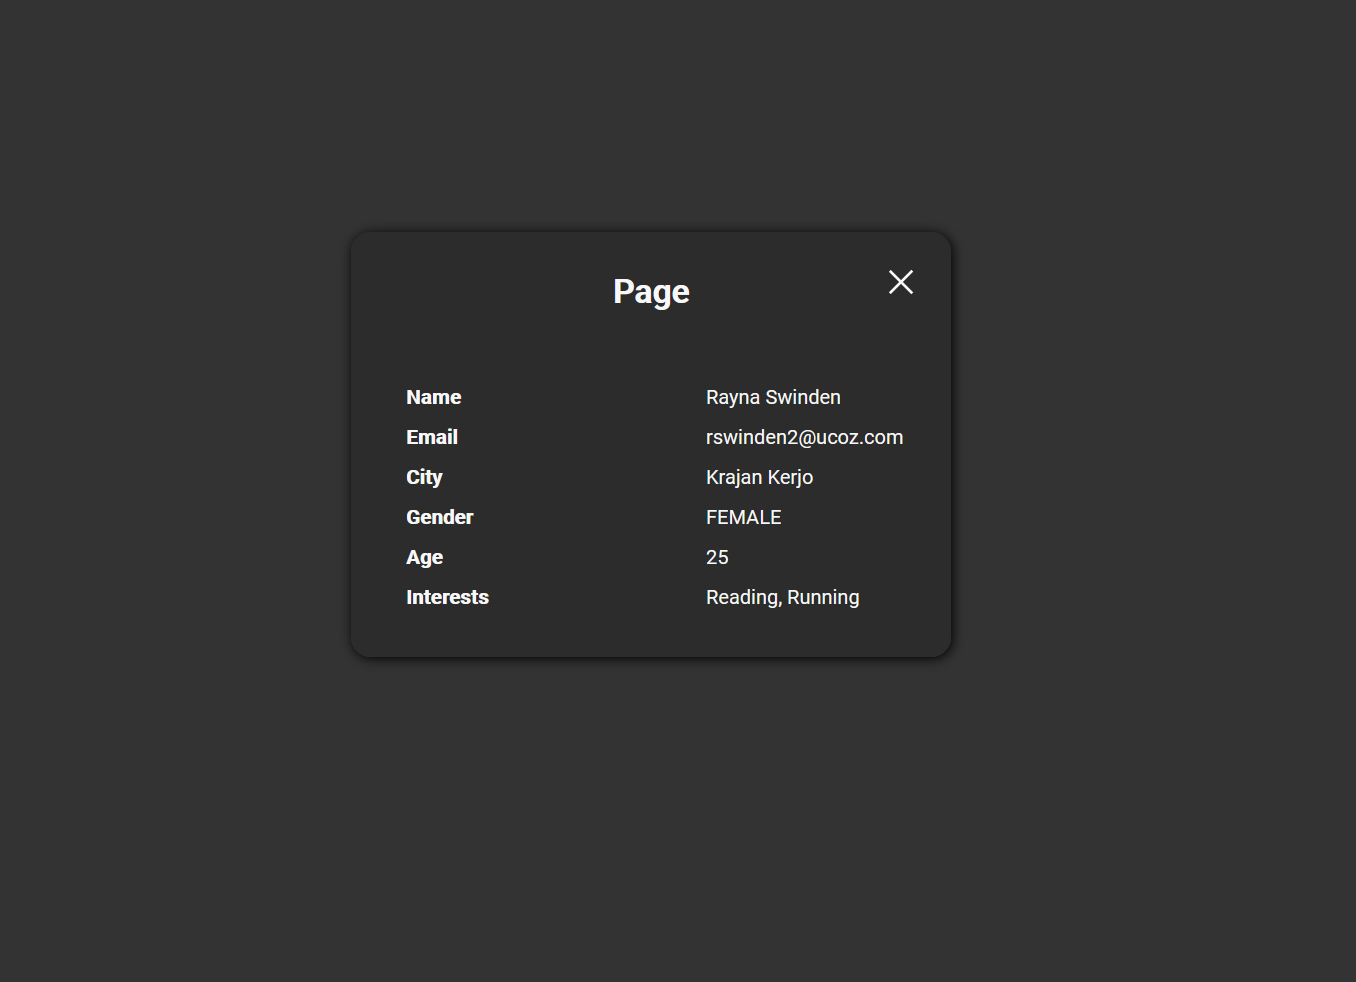 Page
Name Rayna Swinden
Email rswinden2@ucoz.com
City Krajan Kerjo
Gender FEMALE
Age 25
Interests Reading, Running